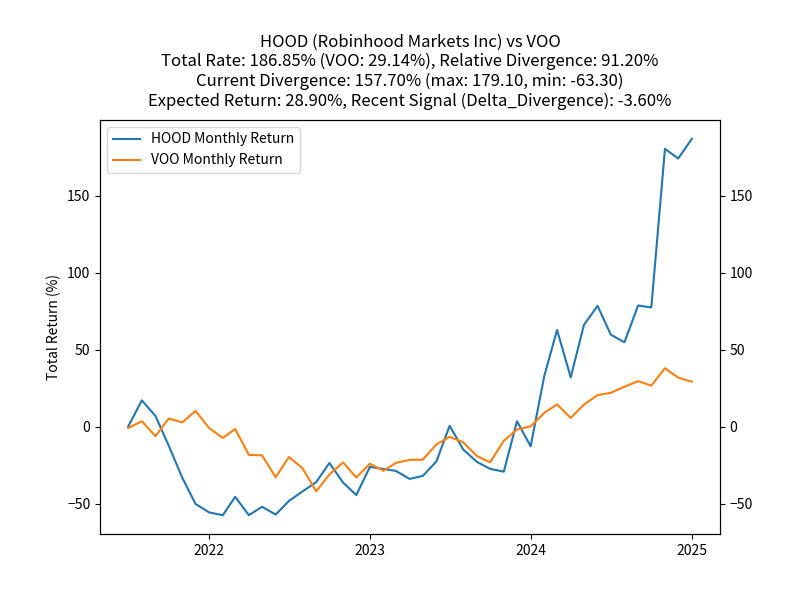 HOOD (Robinhood Markets Inc) vs VOO
Total Rate: 186.85% (VOO: 29.14%), Relative Divergence: 91.20%
Current Divergence: 157.70% (max: 179.10, min: -63.30)
Expected Return: 28.90%, Recent Signal (Delta_Divergence): -3.60%
HOOD Monthly Return
VOO Monthly Return
Total Return (%)
150
100
50
0
−50
150
100
50
0
−50
2022
2023
2024
2025